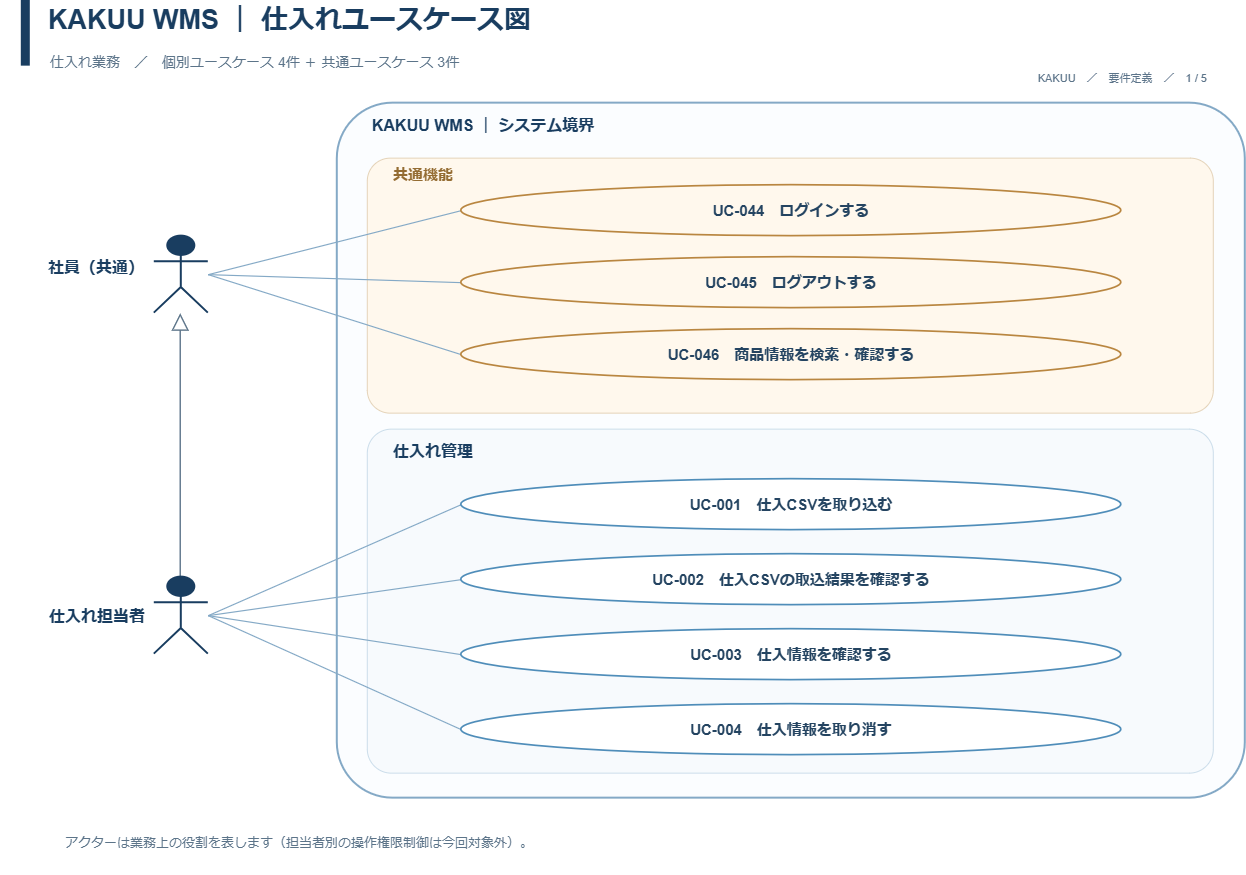 KAKUU WMS ｜ 仕入れユースケース図
仕入れ業務　／　個別ユースケース 4件 ＋ 共通ユースケース 3件
KAKUU　／　要件定義　／　1 / 5
KAKUU WMS ｜ システム境界
共通機能
UC-044　ログインする
社員（共通）
UC-045　ログアウトする
UC-046　商品情報を検索・確認する
仕入れ管理
UC-001　仕入CSVを取り込む
UC-002　仕入CSVの取込結果を確認する
仕入れ担当者
UC-003　仕入情報を確認する
UC-004　仕入情報を取り消す
アクターは業務上の役割を表します（担当者別の操作権限制御は今回対象外）。